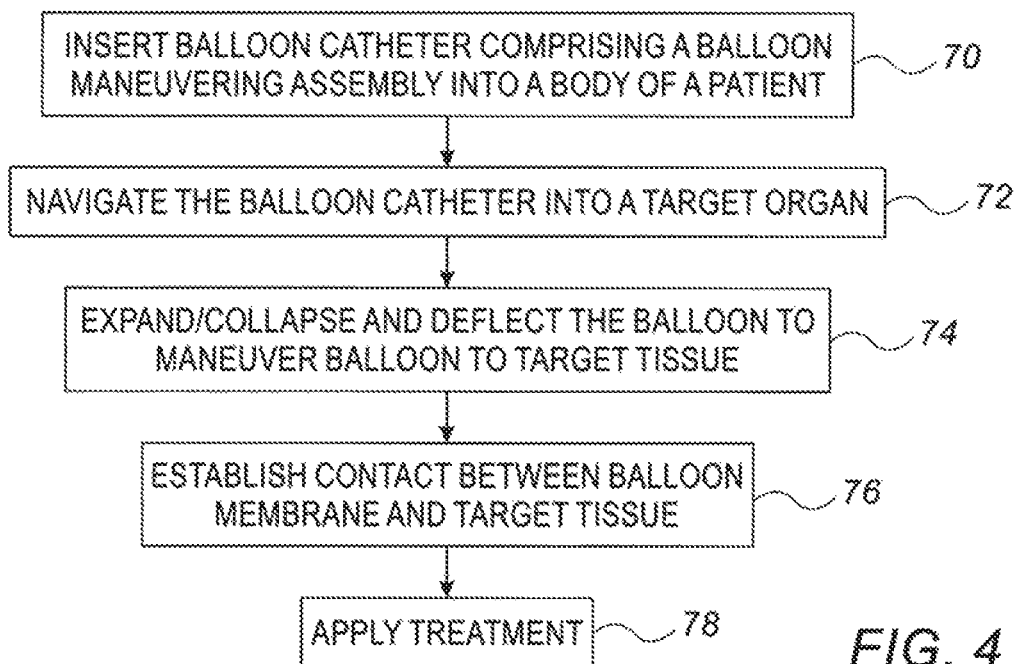 INSERT BALLOON CATHETER COMPRISING A BALLOON
MANEUVERING ASSEMBLY INTO A BODY OF A PATIENT
70
NAVIGATE THE BALLOON CATHETER INTO A TARGET ORGAN
72
EXPAND/COLLAPSE AND DEFLECT THE BALLOON TO
MANEUVER BALLOON TO TARGET TISSUE
74
ESTABLISH CONTACT BETWEEN BALLOON
MEMBRANE AND TARGET TISSUE
76
APPLY TREATMENT
78
FIG. 4